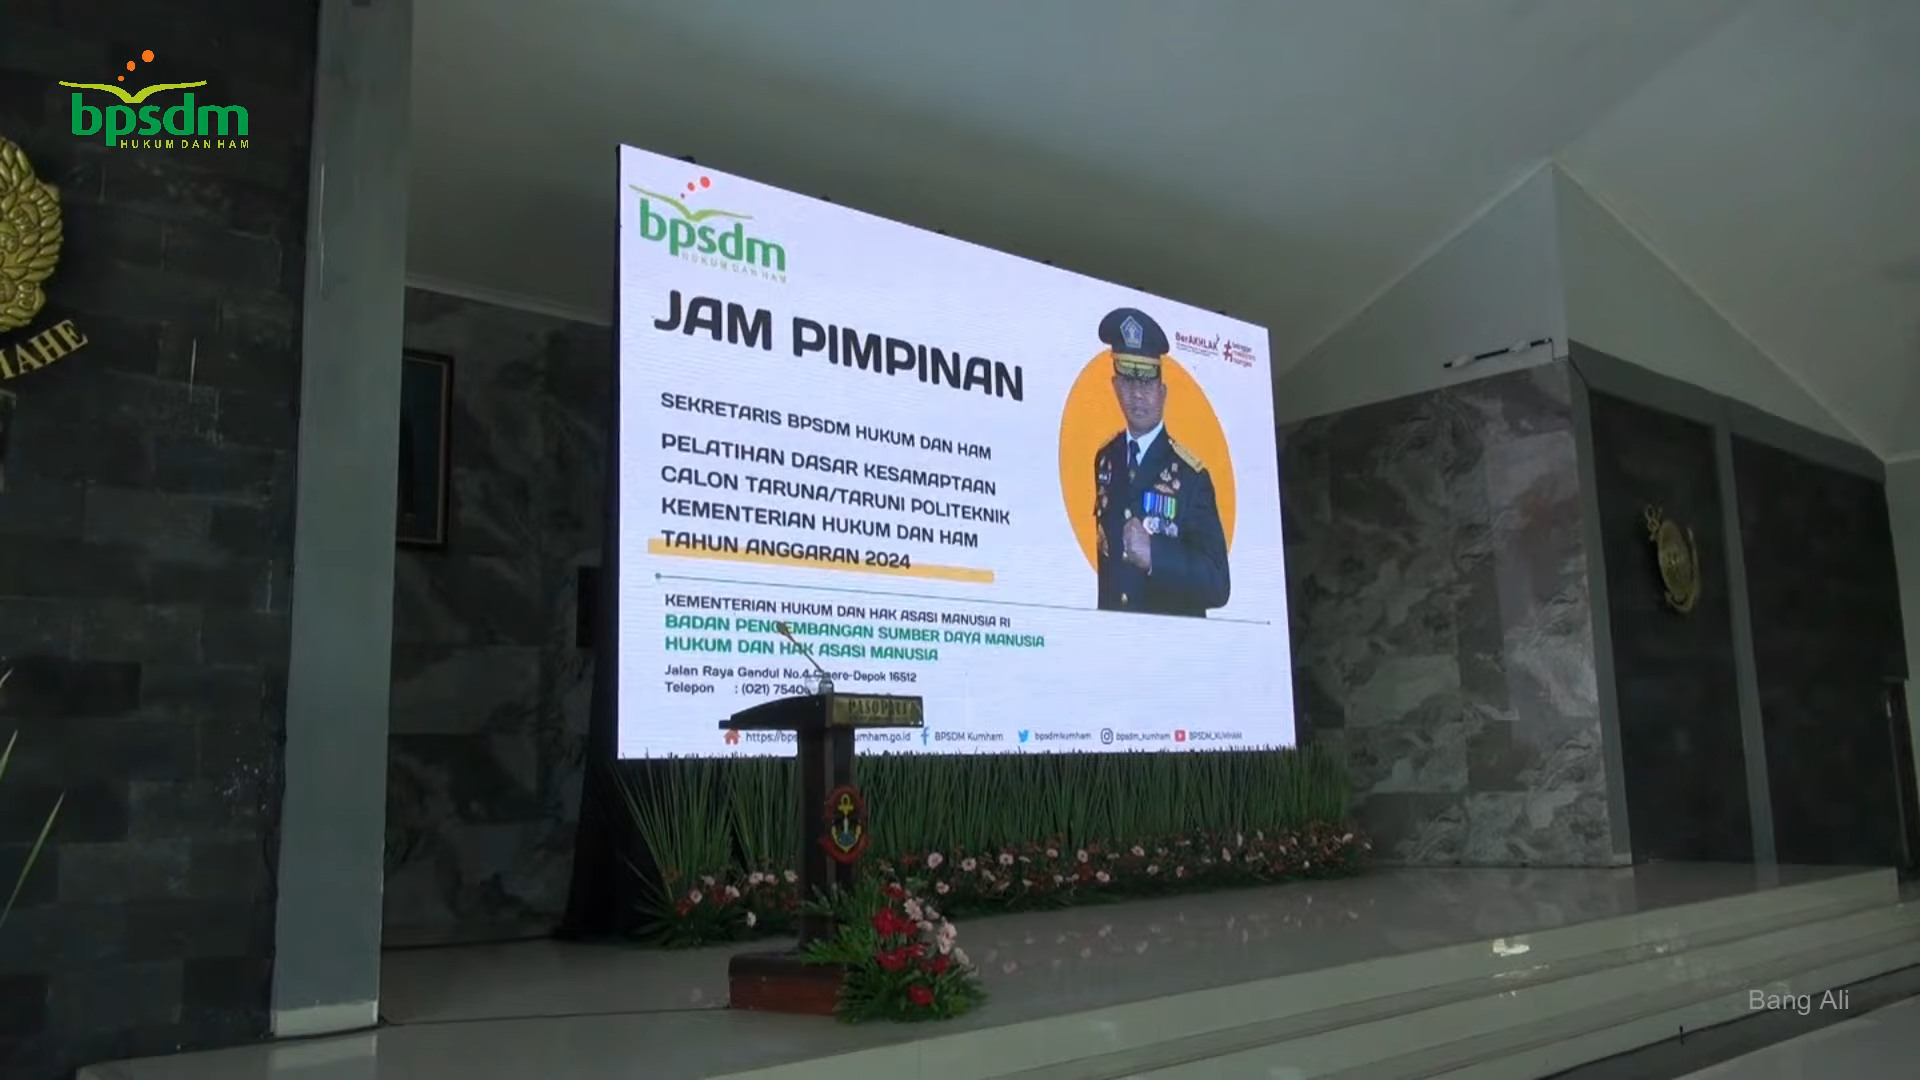 bpsdm
HUKUM DAN HAM
bpsdm
HUKUM DAN HAM
JAM PIMPINAN
BerAKHLAK
SEKRETARIS BPSDM HUKUM DAN HAM
PELATIHAN DASAR KESAMAPTAAN
CALON TARUNA/TARUNI POLITEKNIK
KEMENTERIAN HUKUM DAN HAM
TAHUN ANGGARAN 2024
KEMENTERIAN HUKUM DAN HAK ASASI MANUSIA RI
BADAN PENGEMBANGAN SUMBER DAYA MANUSIA
HUKUM DAN HAK ASASI MANUSIA
Jalan Raya Gandul No.4 Cinere-Depok 16512
Telepon : (021) 7540
BPSDM Kumham
bpsdmkumham
bpsdm_kumham
BPSDM_KUMHAM
Bang Ali